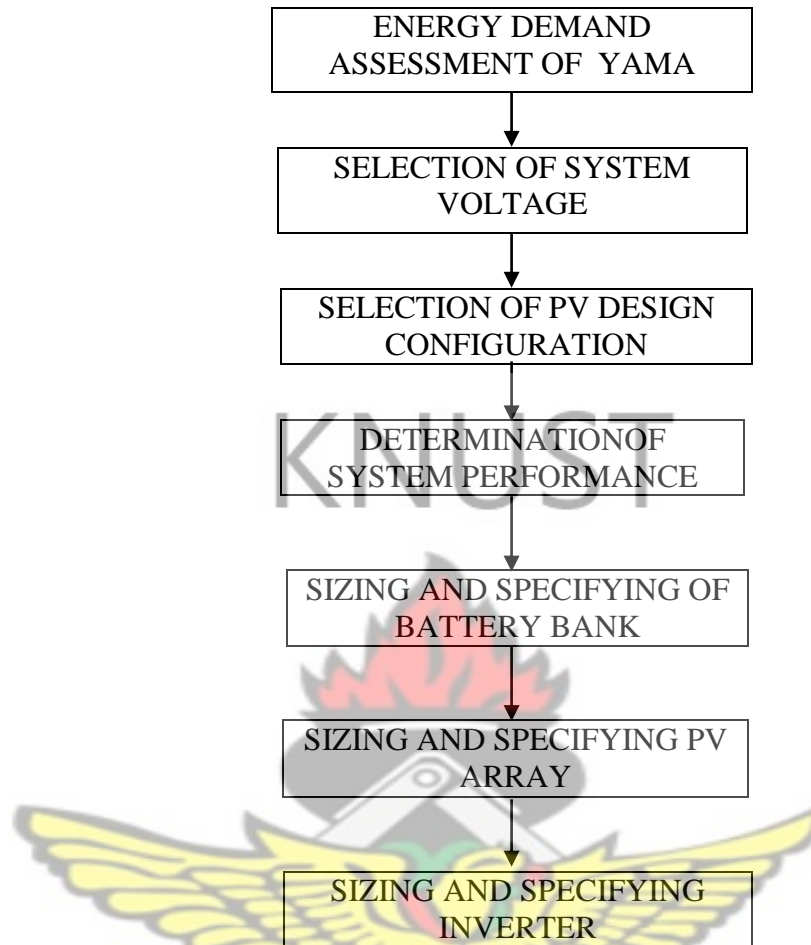 ENERGY DEMAND
ASSESSMENT OF YAMA
SELECTION OF SYSTEM
VOLTAGE
SELECTION OF PV DESIGN
CONFIGURATION
KNUST
DETERMINATIONOF
SYSTEM PERFORMANCE
SIZING AND SPECIFYING OF
BATTERY BANK
SIZING AND SPECIFYING PV
ARRAY
SIZING AND SPECIFYING
INVERTER